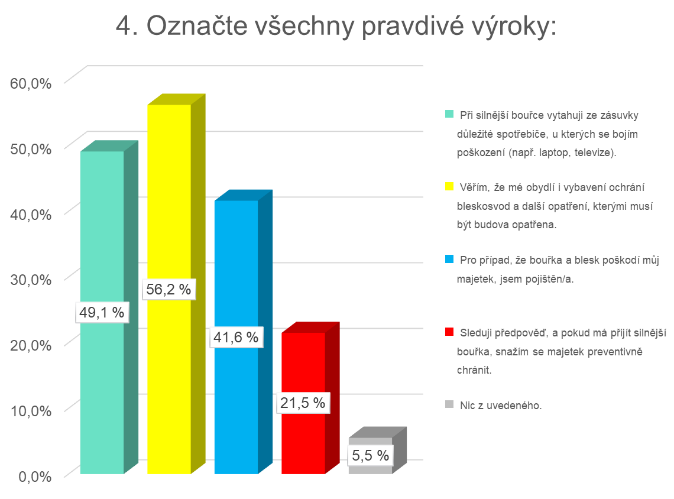 4. Označte všechny pravdivé výroky:
60,0%
50,0%
40,0%
30,0%
20,0%
10,0%
0,0%
49,1 %
56,2 %
41,6 %
21,5 %
5,5 %
Při silnější bouřce vytahuji ze zásuvky
důležité spotřebiče, u kterých se bojím
poškození (např. laptop, televize).
Věřím, že mé obydlí i vybavení ochrání
bleskosvod a další opatření, kterými musí
být budova opatřena.
Pro případ, že bouřka a blesk poškodí můj
majetek, jsem pojištěn/a.
Sleduji předpověď, a pokud má přijít silnější
bouřka, snažím se majetek preventivně
chránit.
Nic z uvedeného.